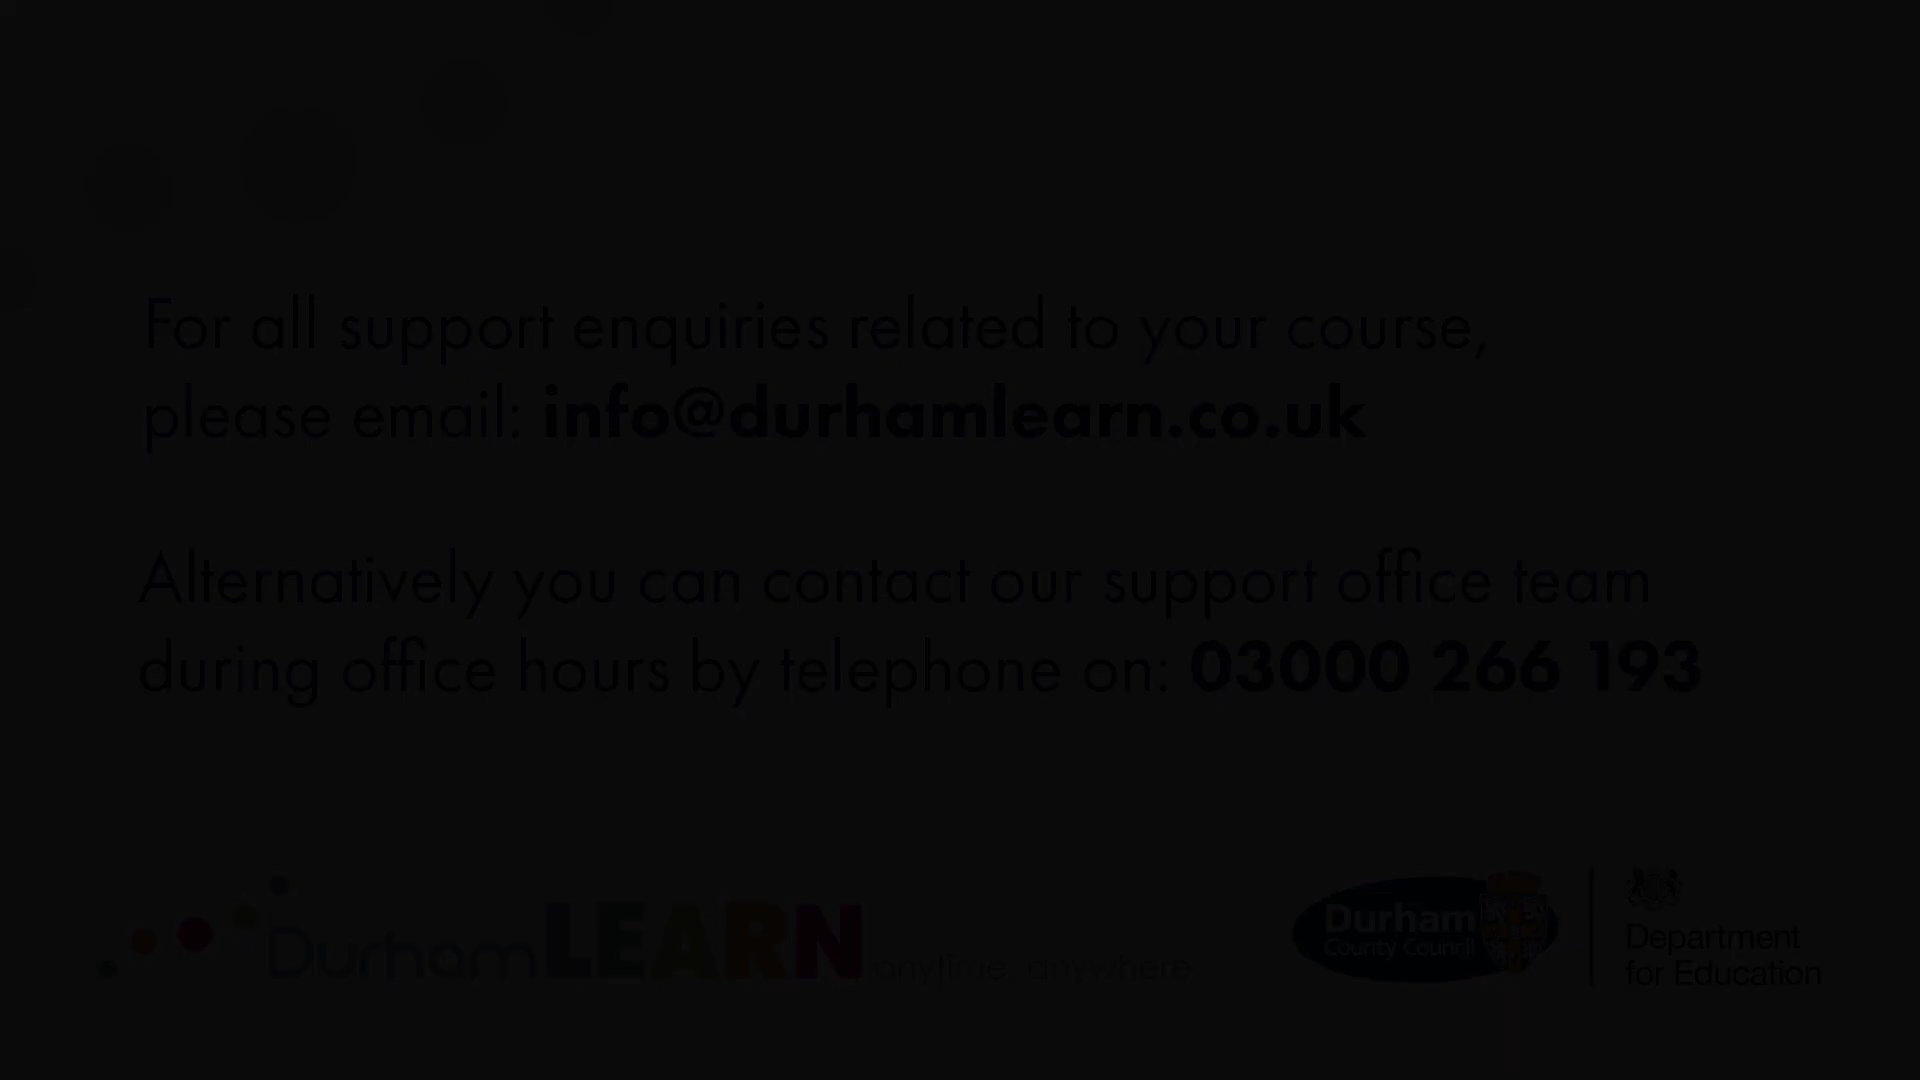 For all support enquiries related to your course,
please email: info@durhamlearn.co.uk
Alternatively you can contact our support office team
during office hours by telephone on: 03000 266 193
DurhamLEARN anytime, anywhere
Durham
County Council
Department
for Education